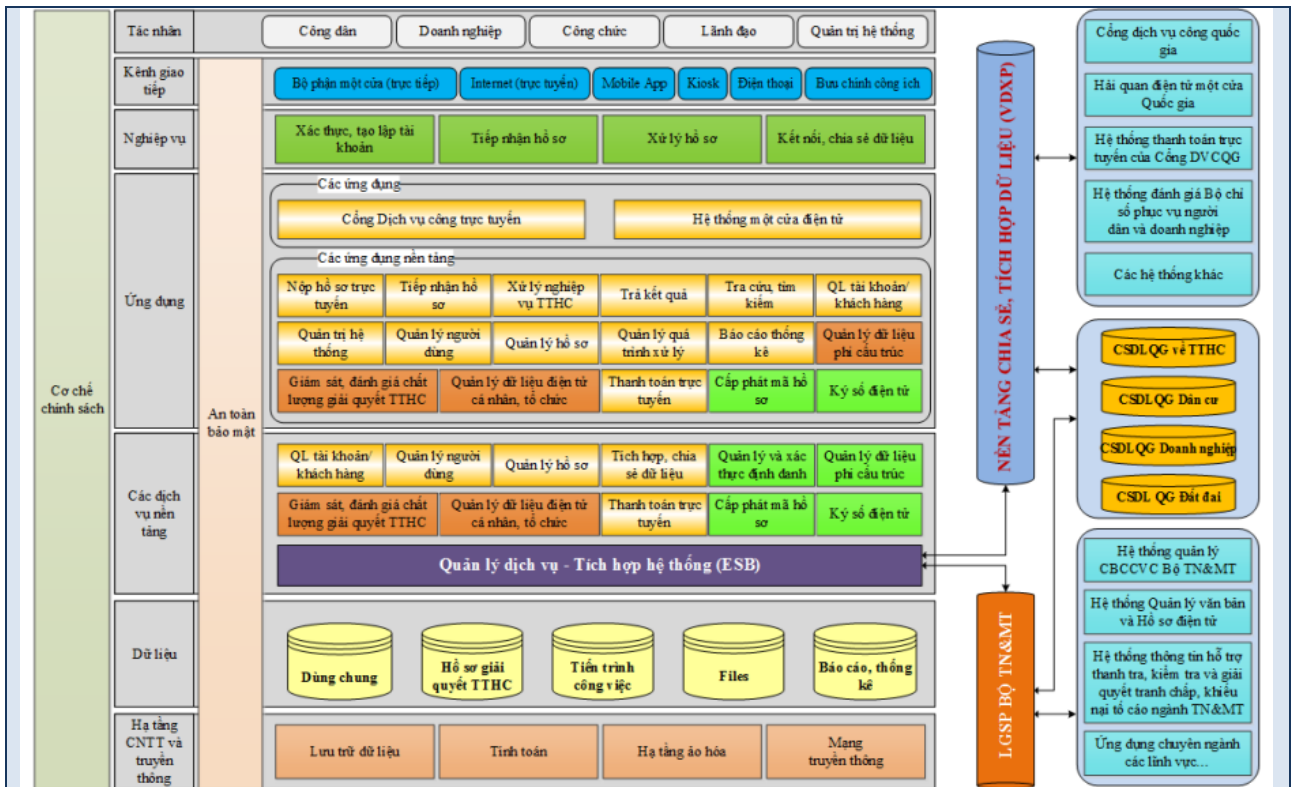 Cơ chế
chính sách
Tác nhân
Công dân
Doanh nghiệp
Công chức
Lãnh đạo
Quản trị hệ thống
Kênh giao
tiếp
An toàn
bảo mật
Bộ phận một cửa (trực tiếp)
Internet (trực tuyến)
Mobile App
Kiosk
Điện thoại
Bưu chính công ích
Nghiệp vụ
Xác thực, tạo lập tài
khoản
Tiếp nhận hồ sơ
Xử lý hồ sơ
Kết nối, chia sẻ dữ liệu
Ứng dụng
Các ứng dụng
Cổng Dịch vụ công trực tuyến
Hệ thống một cửa điện tử
Các ứng dụng nền tảng
Nộp hồ sơ trực
tuyến
Tiếp nhận hồ
sơ
Xử lý nghiệp
vụ TTHC
Trả kết quả
Tra cứu, tìm
kiếm
QL tài khoản/
khách hàng
Quản trị hệ
thống
Quản lý người
dùng
Quản lý hồ sơ
Quản lý quá
trình xử lý
Báo cáo thống
kê
Quản lý dữ liệu
phi cấu trúc
Giám sát, đánh giá chất
lượng giải quyết TTHC
Quản lý dữ liệu điện tử
cá nhân, tổ chức
Thanh toán trực
tuyến
Cấp phát mã hồ
sơ
Ký số điện tử
Các dịch
vụ nền
tảng
QL tài khoản/
khách hàng
Quản lý người
dùng
Quản lý hồ sơ
Tích hợp, chia
sẻ dữ liệu
Quản lý và xác
thực định danh
Quản lý dữ liệu
phi cấu trúc
Giám sát, đánh giá chất
lượng giải quyết TTHC
Quản lý dữ liệu điện tử
cá nhân, tổ chức
Thanh toán trực
tuyến
Cấp phát mã hồ
sơ
Ký số điện tử
Quản lý dịch vụ - Tích hợp hệ thống (ESB)
Dữ liệu
Dùng chung
Hồ sơ giải
quyết TTHC
Tiến trình
công việc
Files
Báo cáo, thống
kê
Hạ tầng
CNTT và
truyền
thông
Lưu trữ dữ liệu
Tính toán
Hạ tầng ảo hóa
Mạng
truyền thông
NỀN TẢNG CHIA SẺ, TÍCH HỢP DỮ LIỆU (VDXP)
LGSP BỘ TN&MT
Cổng dịch vụ công quốc
gia
Hải quan điện tử một cửa
Quốc gia
Hệ thống thanh toán trực
tuyến của Cổng DVCQG
Hệ thống đánh giá Bộ chỉ
số phục vụ người
dân và doanh nghiệp
Các hệ thống khác
CSDLQG về TTHC
CSDLQG Dân cư
CSDLQG Doanh nghiệp
CSDL QG Đất đai
Hệ thống quản lý
CBCCVC Bộ TN&MT
Hệ thống Quản lý văn bản
và Hồ sơ điện tử
Hệ thống thông tin hỗ trợ
thanh tra, kiểm tra và giải
quyết tranh chấp, khiếu
nại tố cáo ngành TN&MT
Ứng dụng chuyên ngành
các lĩnh vực...